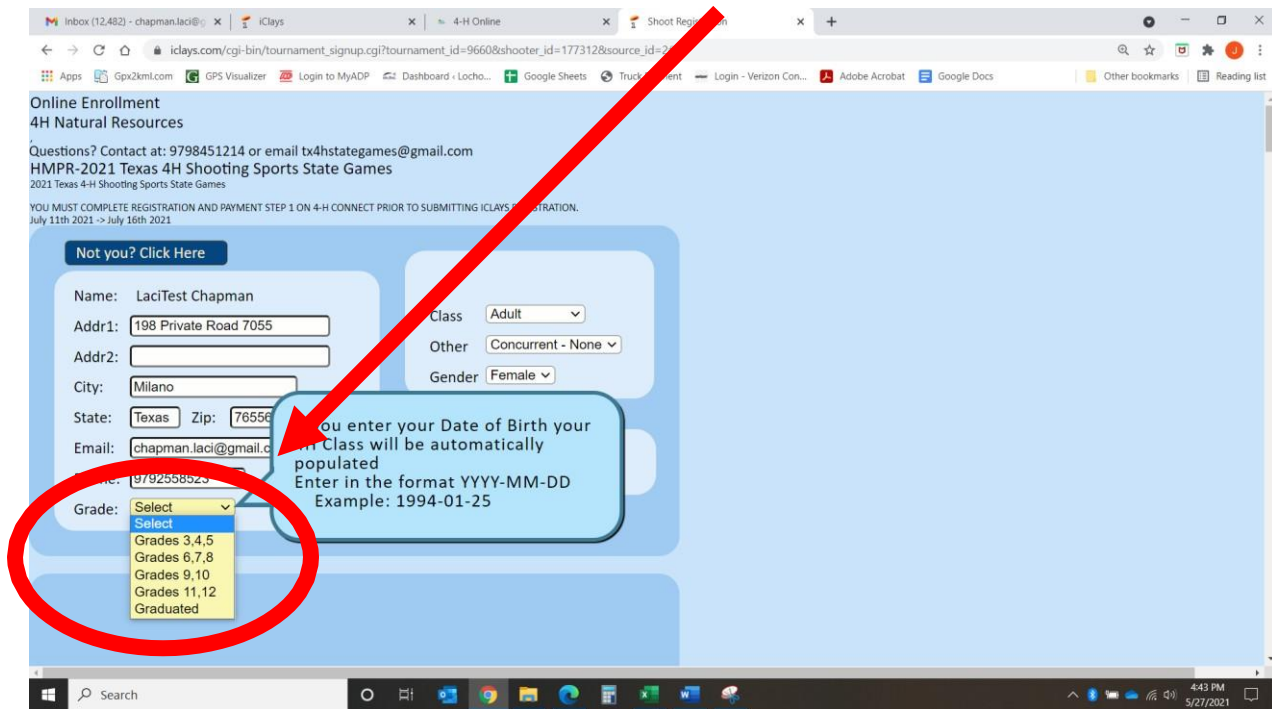 Inbox (12,482) - chapman.laci@g
iClays
4-H Online
Shoot Registration
iclays.com/cgi-bin/tournament_signup.cgi?tournament_id=9660&shooter_id=177312&source_id=2
Apps Gpx2kml.com GPS Visualizer Login to MyADP Dashboard ‹ Locho... Google Sheets Login - Verizon Con... Adobe Acrobat Google Docs Other bookmarks Reading list
Online Enrollment
4H Natural Resources
,
Questions? Contact at: 9798451214 or email tx4hstategames@gmail.com
HMPR-2021 Texas 4H Shooting Sports State Games
2021 Texas 4-H Shooting Sports State Games
YOU MUST COMPLETE REGISTRATION AND PAYMENT STEP 1 ON 4-H CONNECT PRIOR TO SUBMITTING ICLAYS REGISTRATION.
July 11th 2021 -> July 16th 2021
Not you? Click Here
Name: LaciTest Chapman
Addr1: 198 Private Road 7055
Addr2:
City: Milano
State: Texas Zip: 76556
Email: chapman.laci@gmail.c
9792558523
Grade: Select
Select
Grades 3,4,5
Grades 6,7,8
Grades 9,10
Grades 11,12
Graduated
Class Adult
Other Concurrent - None
Gender Female
you enter your Date of Birth your
Class will be automatically
populated
Enter in the format YYYY-MM-DD
Example: 1994-01-25
Search
4:43 PM
5/27/2021